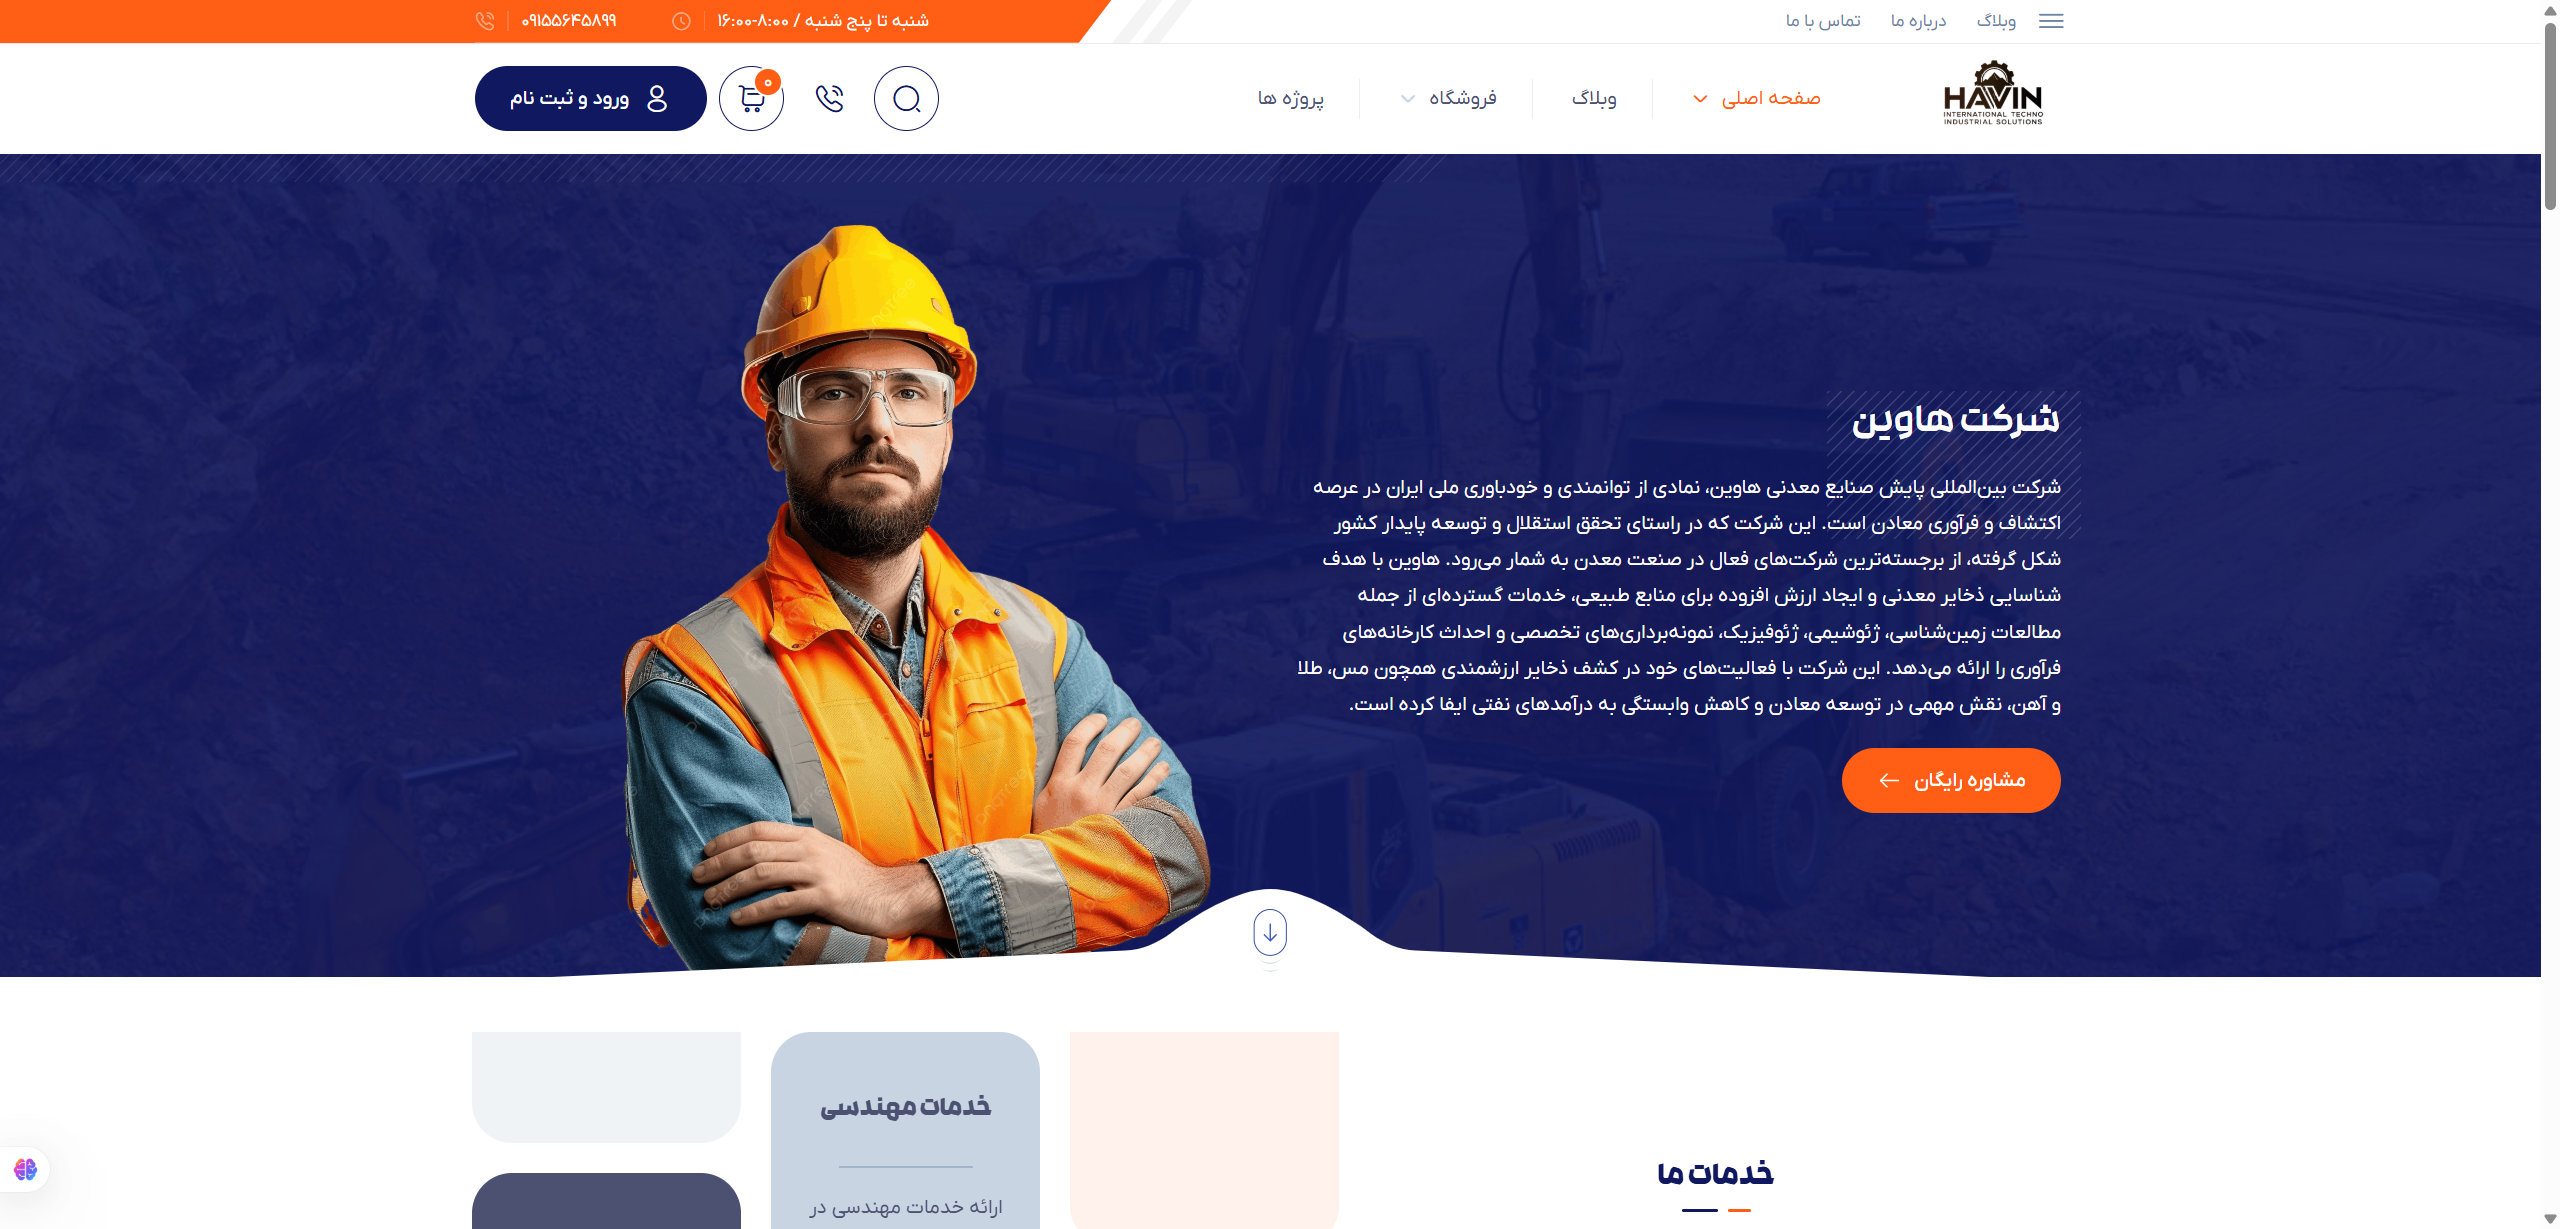 وبلاگ
درباره ما
تماس با ما
شنبه تا پنج شنبه / 8:00-16:00
09155645899
HAVIN
INTERNATIONAL TECHNO
INDUSTRIAL SOLUTIONS
صفحه اصلی
وبلاگ
فروشگاه
پروژه ها
0
ورود و ثبت نام
شرکت هاوین
شرکت بین‌المللی پایش صنایع معدنی هاوین، نمادی از توانمندی و خودباوری ملی ایران در عرصه
اکتشاف و فرآوری معادن است. این شرکت که در راستای تحقق استقلال و توسعه پایدار کشور
شکل گرفته، از برجسته‌ترین شرکت‌های فعال در صنعت معدن به شمار می‌رود. هاوین با هدف
شناسایی ذخایر معدنی و ایجاد ارزش افزوده برای منابع طبیعی، خدمات گسترده‌ای از جمله
مطالعات زمین‌شناسی، ژئوشیمی، ژئوفیزیک، نمونه‌برداری‌های تخصصی و احداث کارخانه‌های
فرآوری را ارائه می‌دهد. این شرکت با فعالیت‌های خود در کشف ذخایر ارزشمندی همچون مس، طلا
و آهن، نقش مهمی در توسعه معادن و کاهش وابستگی به درآمدهای نفتی ایفا کرده است.
مشاوره رایگان
خدمات ما
خدمات مهندسی
ارائه خدمات مهندسی در